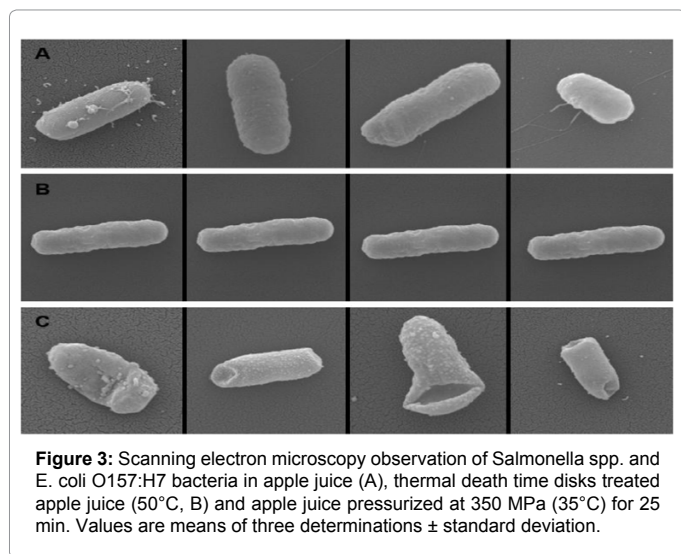 A
B
C
Figure 3: Scanning electron microscopy observation of Salmonella spp. and
E. coli O157:H7 bacteria in apple juice (A), thermal death time disks treated
apple juice (50°C, B) and apple juice pressurized at 350 MPa (35°C) for 25
min. Values are means of three determinations ± standard deviation.